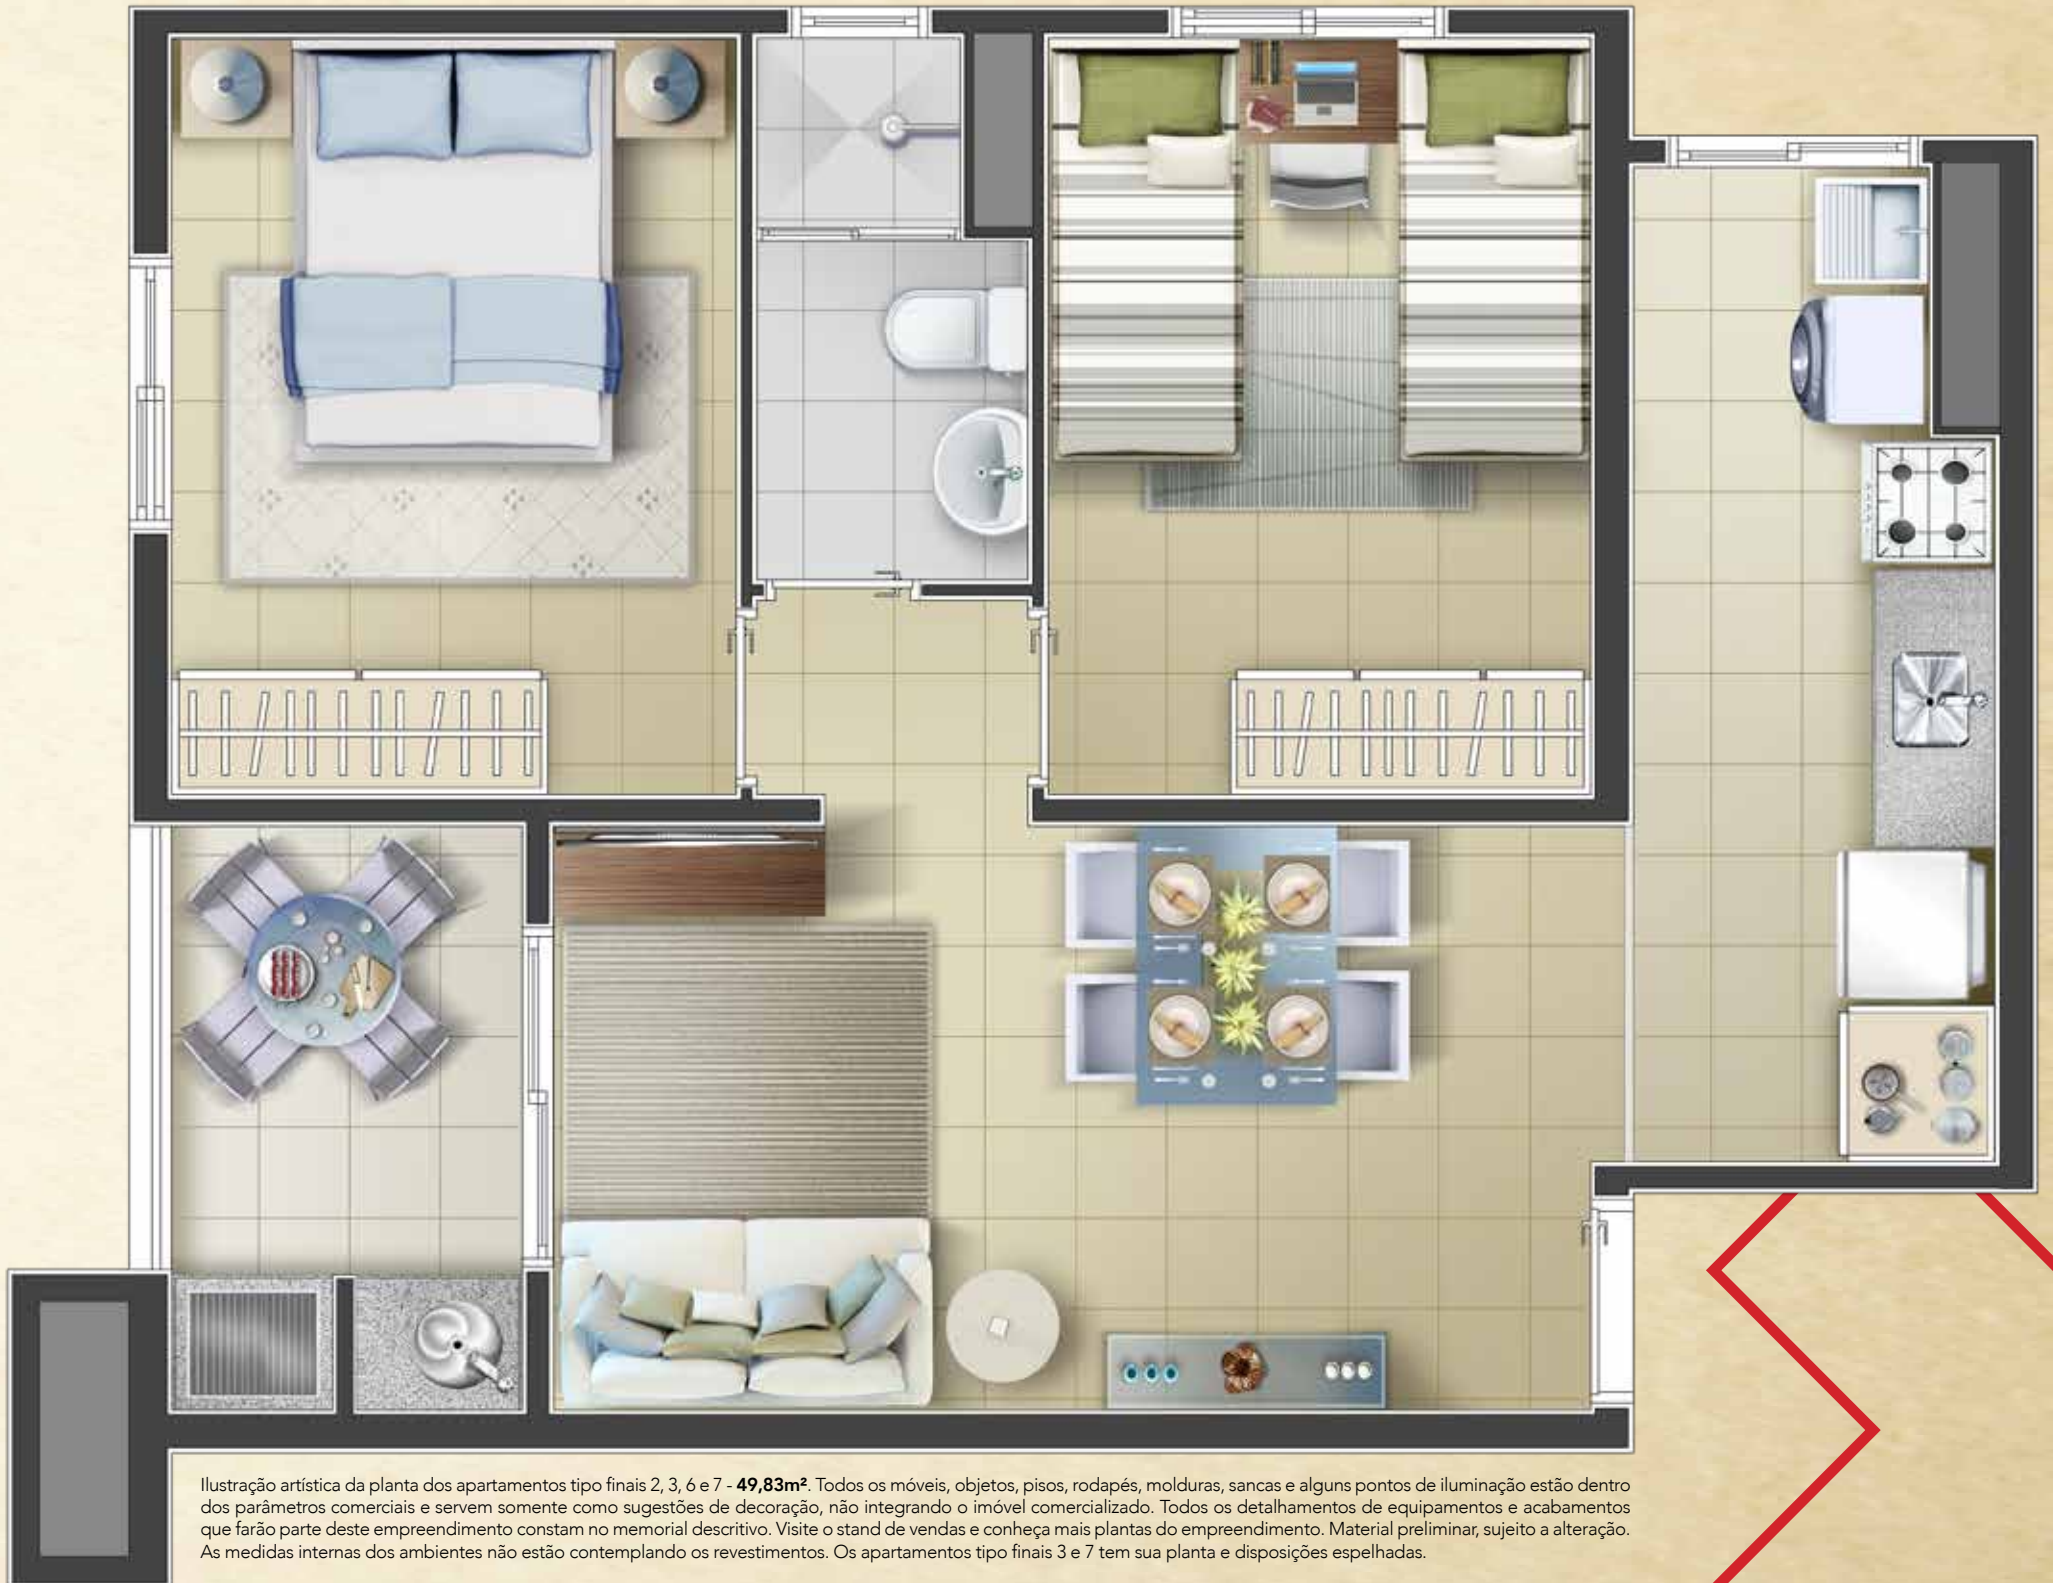 Ilustração artística da planta dos apartamentos tipo finais 2, 3, 6 e 7 - 49,83m². Todos os móveis, objetos, pisos, rodapés, molduras, sancas e alguns pontos de iluminação estão dentro
dos parâmetros comerciais e servem somente como sugestões de decoração, não integrando o imóvel comercializado. Todos os detalhamentos de equipamentos e acabamentos
que farão parte deste empreendimento constam no memorial descritivo. Visite o stand de vendas e conheça mais plantas do empreendimento. Material preliminar, sujeito a alteração.
As medidas internas dos ambientes não estão contemplando os revestimentos. Os apartamentos tipo finais 3 e 7 tem sua planta e disposições espelhadas.